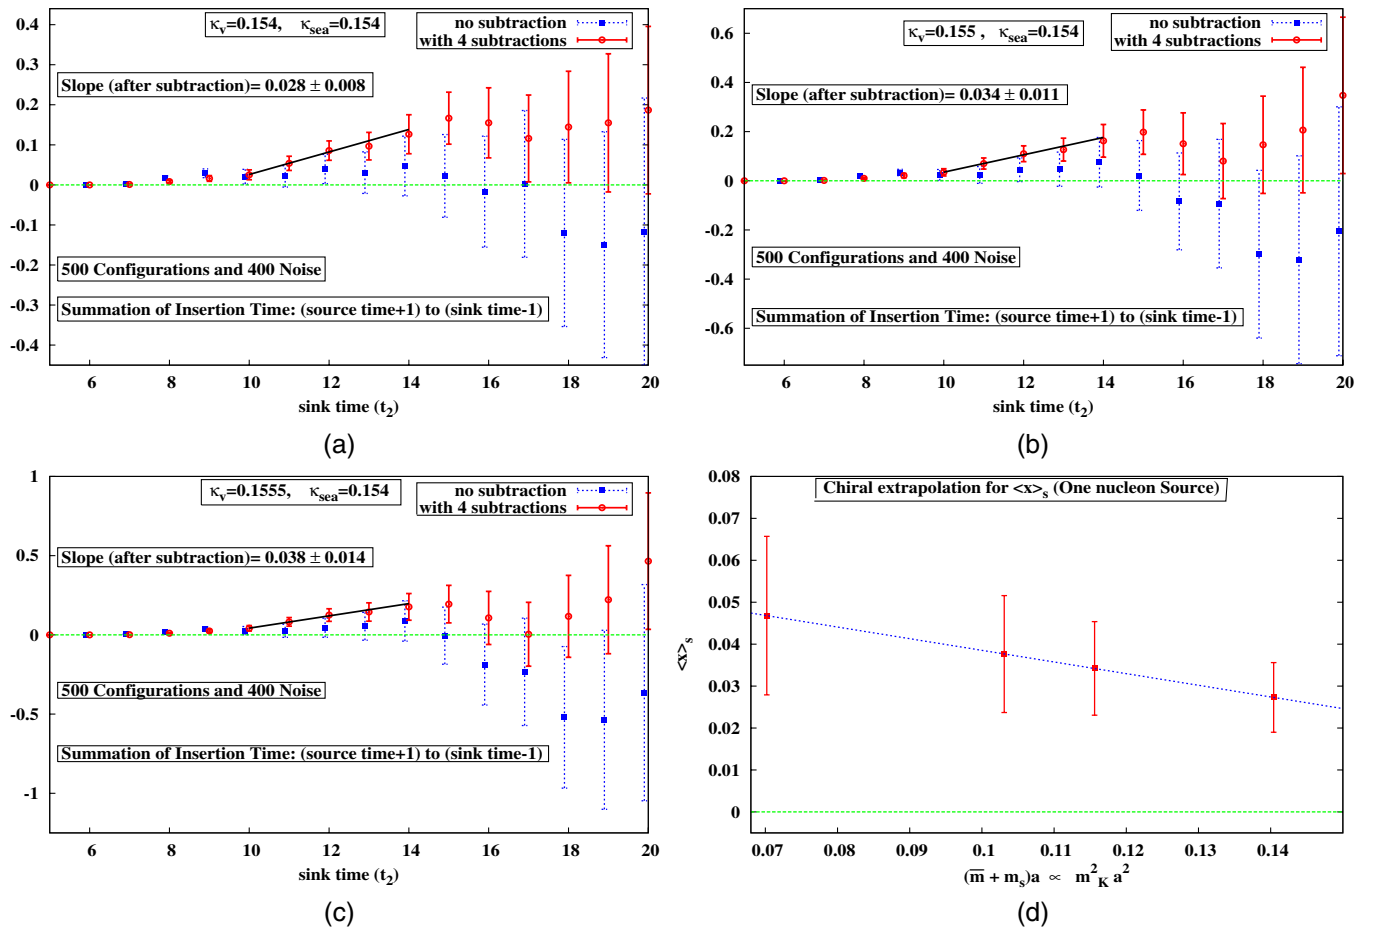 κv=0.154, κsea=0.154
no subtraction
with 4 subtractions
Slope (after subtraction)= 0.028 ± 0.008
500 Configurations and 400 Noise
Summation of Insertion Time: (source time+1) to (sink time-1)
0.4
0.3
0.2
0.1
0
-0.1
-0.2
-0.3
-0.4
6 8 10 12 14 16 18 20
sink time (t2)
(a)
κv=0.155 , κsea=0.154
no subtraction
with 4 subtractions
Slope (after subtraction)= 0.034 ± 0.011
500 Configurations and 400 Noise
Summation of Insertion Time: (source time+1) to (sink time-1)
0.6
0.4
0.2
0
-0.2
-0.4
-0.6
6 8 10 12 14 16 18 20
sink time (t2)
(b)
κv=0.1555, κsea=0.154
no subtraction
with 4 subtractions
Slope (after subtraction)= 0.038 ± 0.014
500 Configurations and 400 Noise
Summation of Insertion Time: (source time+1) to (sink time-1)
1
0.5
0
-0.5
-1
6 8 10 12 14 16 18 20
sink time (t2)
(c)
Chiral extrapolation for <x>s (One nucleon Source)
0.08
0.07
0.06
0.05
0.04
0.03
0.02
0.01
0
<x>s
0.07 0.08 0.09 0.1 0.11 0.12 0.13 0.14
(m̅ + ms)a ∝ m²K a²
(d)